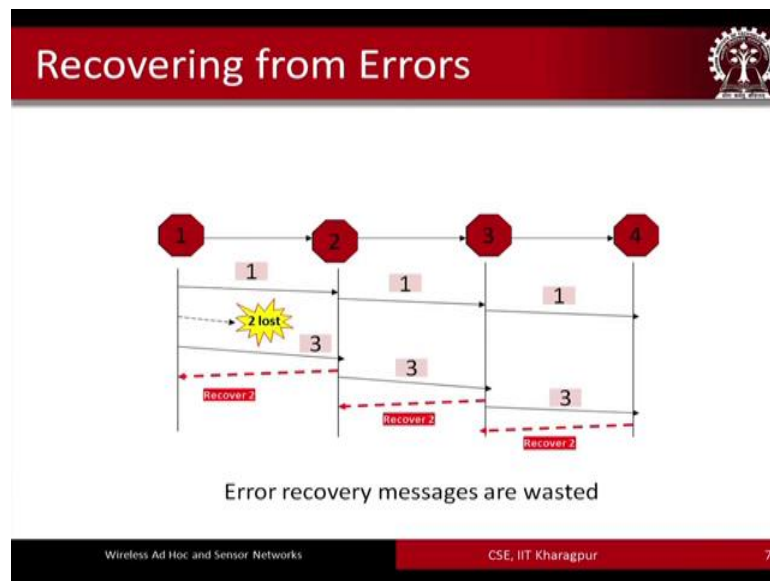 Recovering from Errors
1 2 3 4
1
1
1
2 lost
3
3
3
Recover 2
Recover 2
Recover 2
Error recovery messages are wasted
Wireless Ad Hoc and Sensor Networks CSE, IIT Kharagpur 7